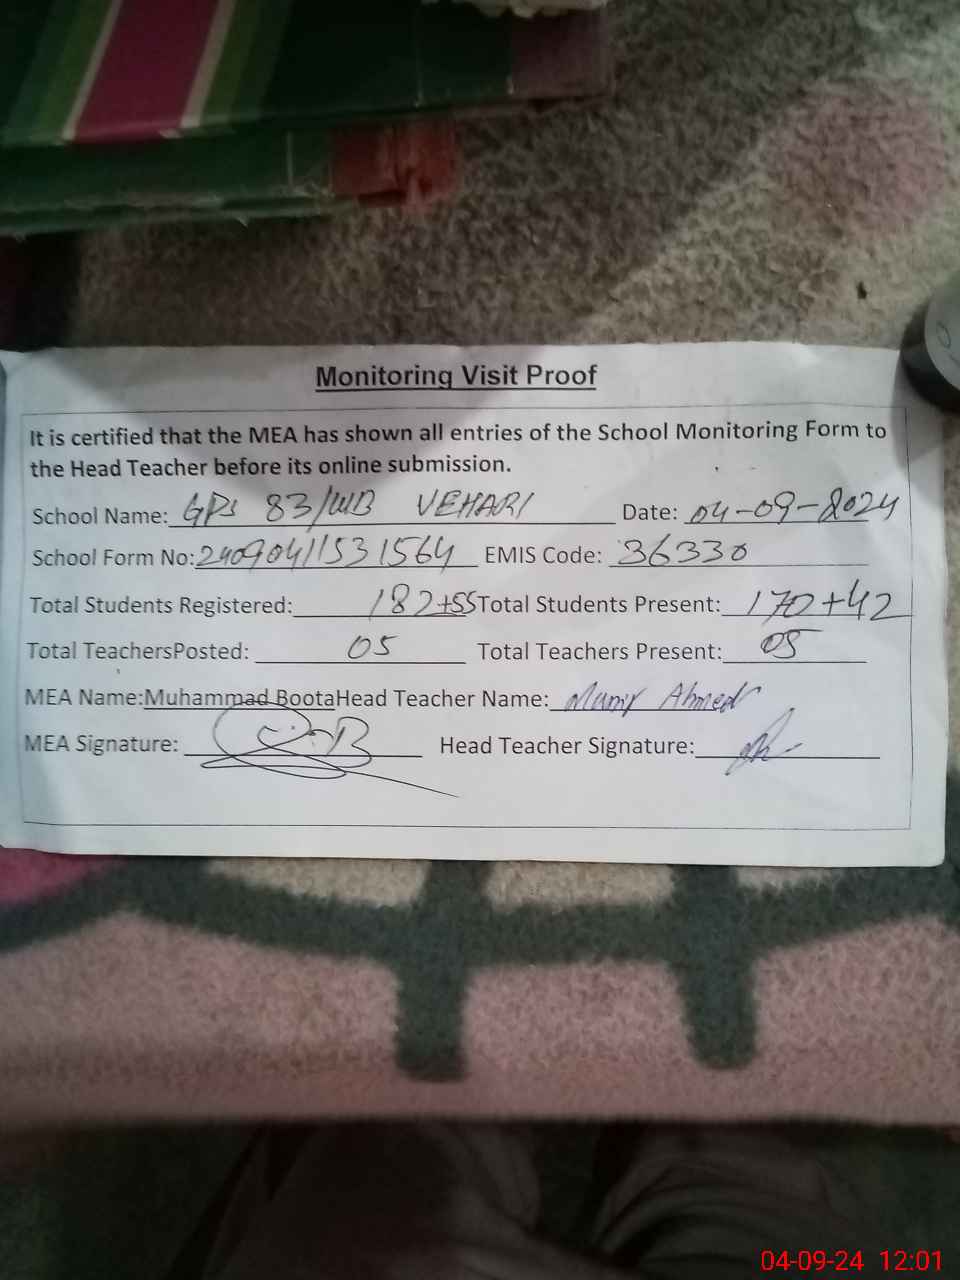 Monitoring Visit Proof
It is certified that the MEA has shown all entries of the School Monitoring Form to
the Head Teacher before its online submission.
School Name: GPS 83/WB VEHARI Date: 04-09-2024
School Form No: 24090411531564 EMIS Code: 36330
Total Students Registered: 182+55 Total Students Present: 170+42
Total TeachersPosted: 05 Total Teachers Present: 05
MEA Name:Muhammad BootaHead Teacher Name: Munir Ahmed
MEA Signature: Head Teacher Signature:
04-09-24 12:01